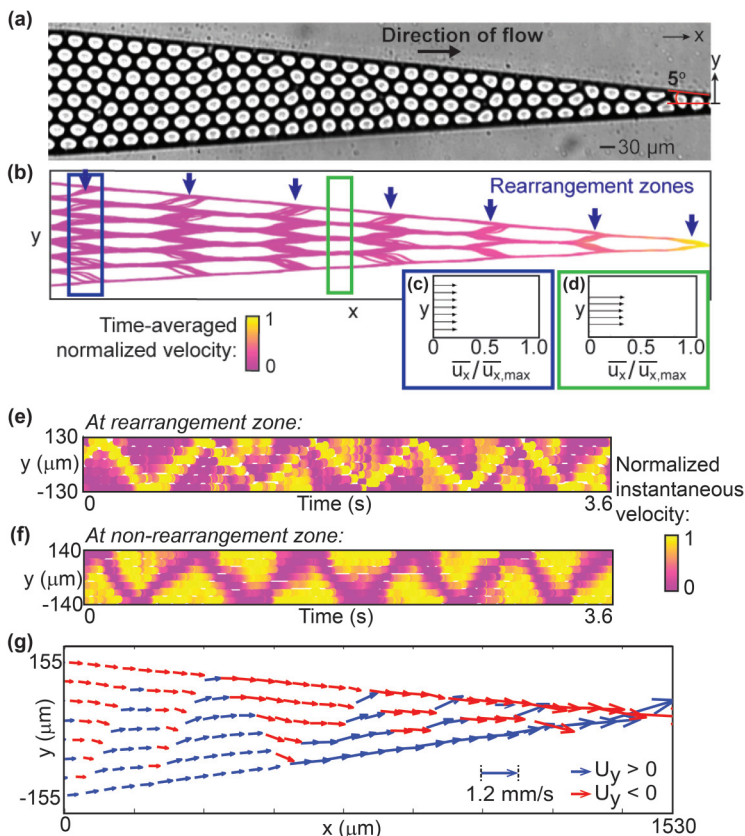 (a)
Direction of flow
x
y
5°
30 μm
(b)
Rearrangement zones
y
x
Time-averaged
normalized velocity:
1
0
(c)
y
0 0.5 1.0
u̅x̅/u̅x,max
(d)
y
0 0.5 1.0
u̅x̅/u̅x,max
(e)
At rearrangement zone:
130
y (μm)
-130
0 Time (s) 3.6
Normalized
instantaneous
velocity:
1
0
(f)
At non-rearrangement zone:
140
y (μm)
-140
0 Time (s) 3.6
(g)
155
y (μm)
-155
0 x (μm) 1530
1.2 mm/s
Uy > 0
Uy < 0